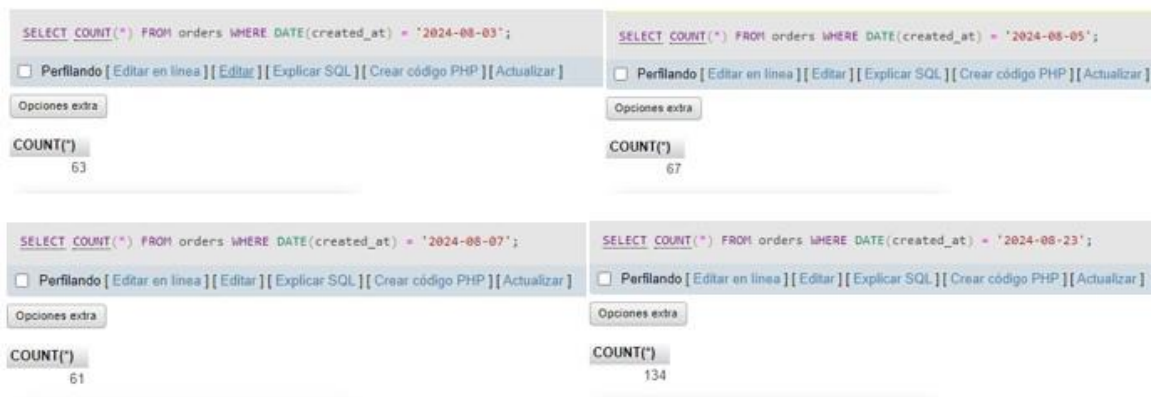 SELECT COUNT(*) FROM orders WHERE DATE(created_at) = '2024-08-03';
Perfilando [ Editar en línea ] [ Editar ] [ Explicar SQL ] [ Crear código PHP ] [ Actualizar ]
Opciones extra
COUNT(*)
63
SELECT COUNT(*) FROM orders WHERE DATE(created_at) = '2024-08-05';
Perfilando [ Editar en línea ] [ Editar ] [ Explicar SQL ] [ Crear código PHP ] [ Actualizar ]
Opciones extra
COUNT(*)
67
SELECT COUNT(*) FROM orders WHERE DATE(created_at) = '2024-08-07';
Perfilando [ Editar en línea ] [ Editar ] [ Explicar SQL ] [ Crear código PHP ] [ Actualizar ]
Opciones extra
COUNT(*)
61
SELECT COUNT(*) FROM orders WHERE DATE(created_at) = '2024-08-23';
Perfilando [ Editar en línea ] [ Editar ] [ Explicar SQL ] [ Crear código PHP ] [ Actualizar ]
Opciones extra
COUNT(*)
134